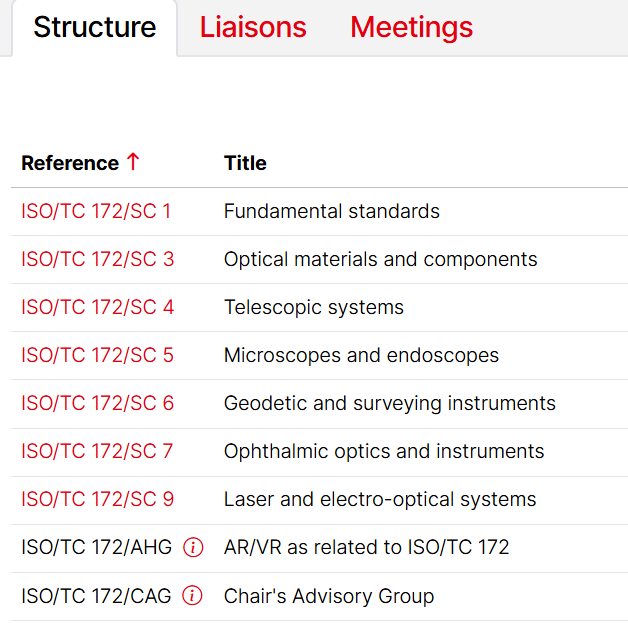 Structure Liaisons Meetings
Reference ↑ Title
ISO/TC 172/SC 1 Fundamental standards
ISO/TC 172/SC 3 Optical materials and components
ISO/TC 172/SC 4 Telescopic systems
ISO/TC 172/SC 5 Microscopes and endoscopes
ISO/TC 172/SC 6 Geodetic and surveying instruments
ISO/TC 172/SC 7 Ophthalmic optics and instruments
ISO/TC 172/SC 9 Laser and electro-optical systems
ISO/TC 172/AHG i AR/VR as related to ISO/TC 172
ISO/TC 172/CAG i Chair's Advisory Group